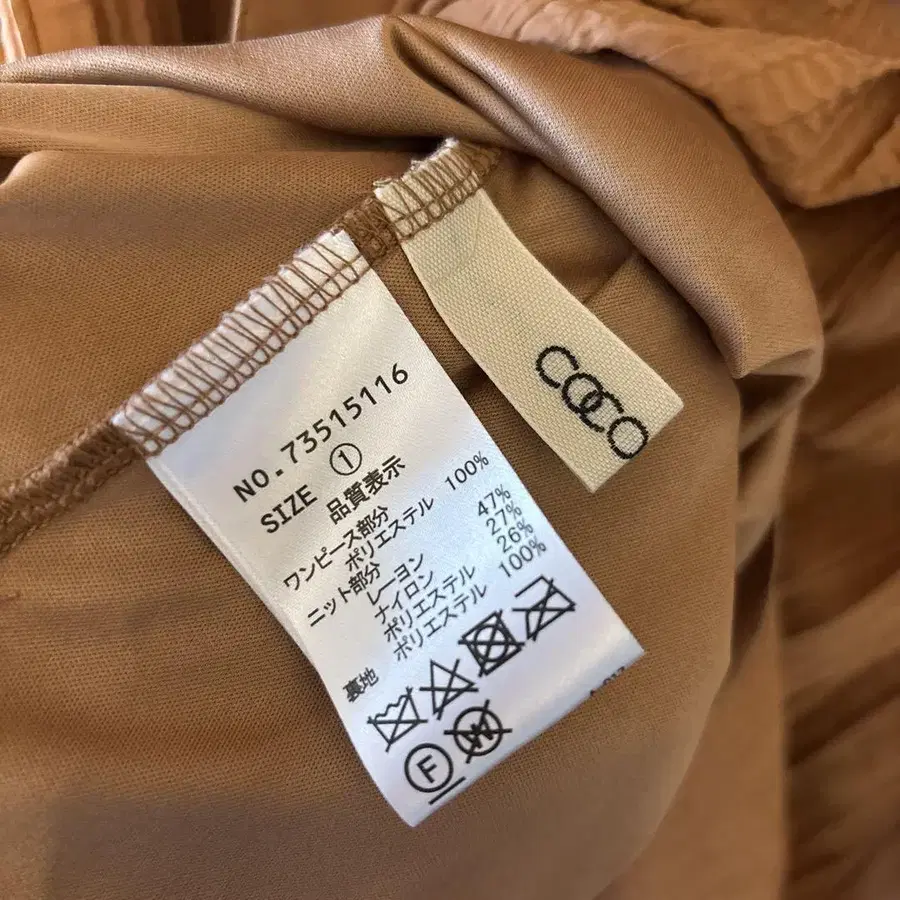 NO.73515116
SIZE ①
品質表示
ワンピース部分
ポリエステル 100%
ニット部分
レーヨン 47%
ナイロン 27%
ポリエステル 26%
裏地 ポリエステル 100%
F
W
COCO